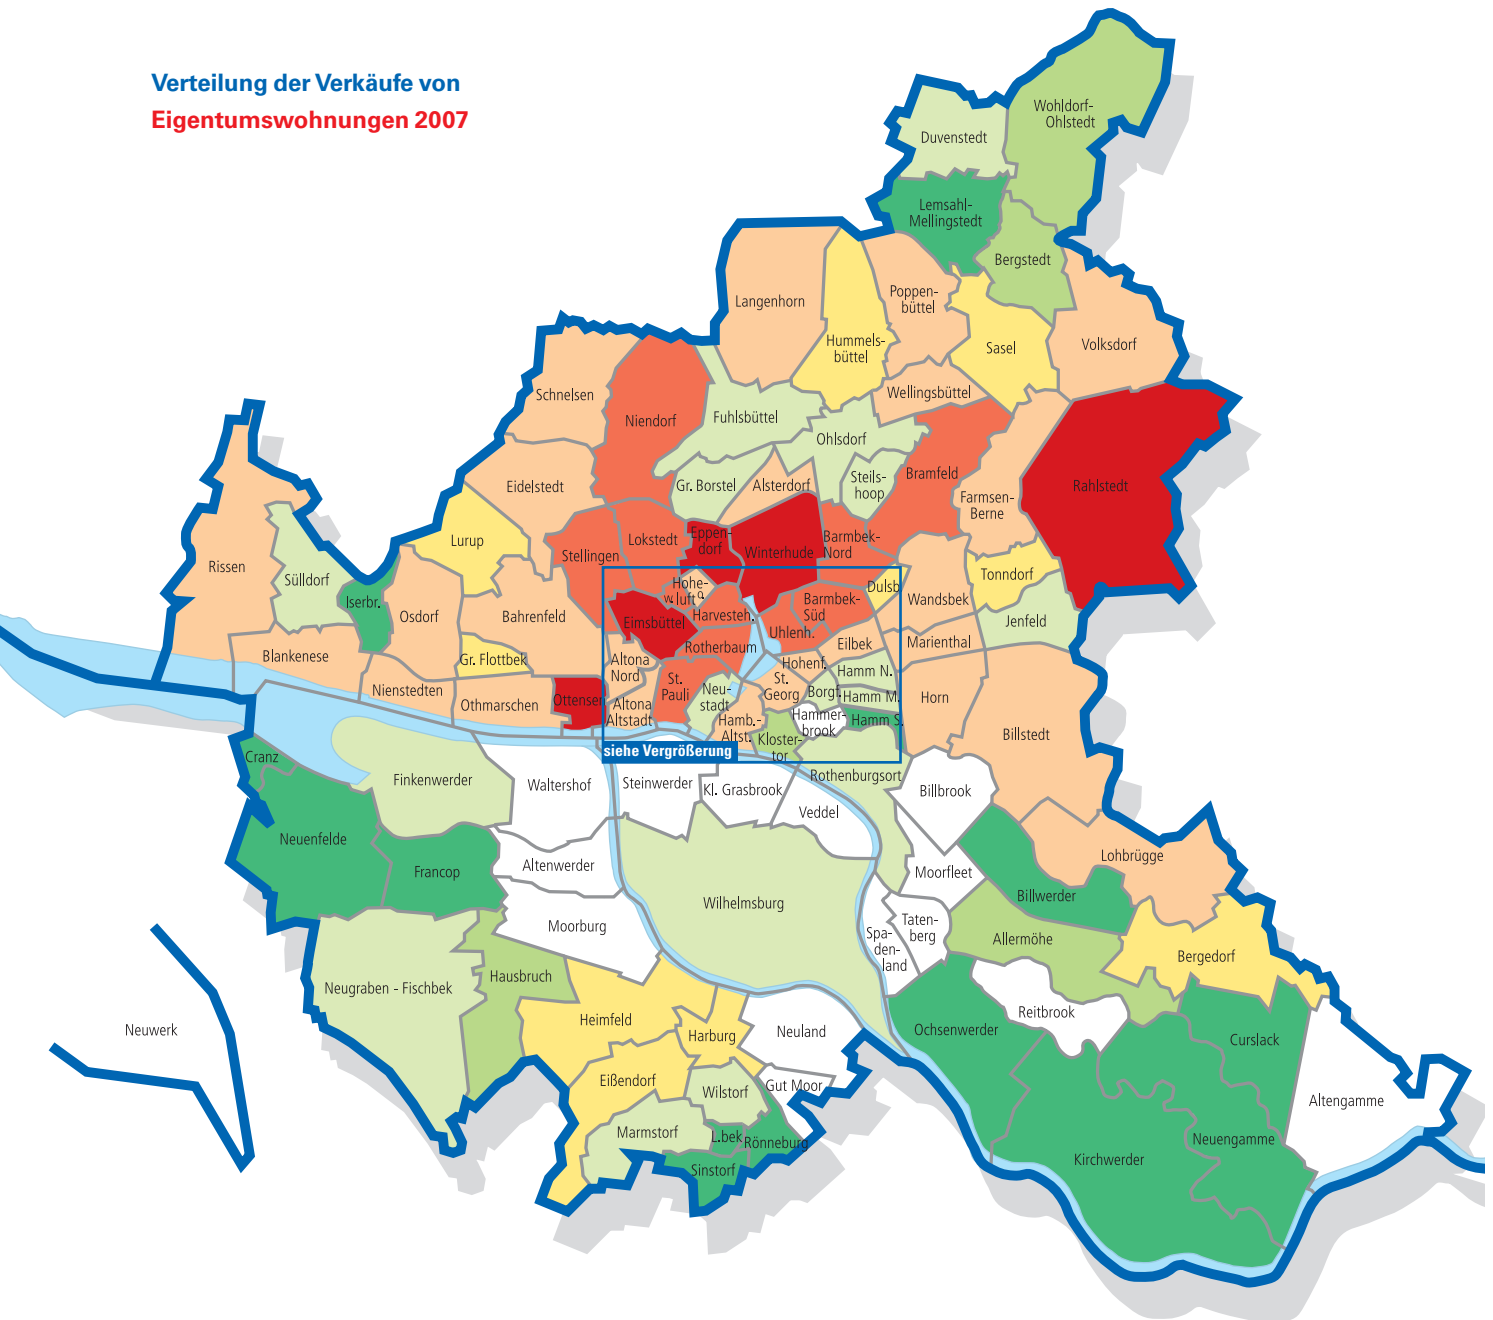 Verteilung der Verkäufe von
Eigentumswohnungen 2007
Wohldorf-
Ohlstedt
Duvenstedt
Lemsahl-
Mellingstedt
Bergstedt
Langenhorn
Poppen-
büttel
Hummels-
büttel
Sasel
Volksdorf
Schnelsen
Niendorf
Fuhlsbüttel
Wellingsbüttel
Ohlsdorf
Eidelstedt
Gr. Borstel
Alsterdorf
Steils-
hoop
Bramfeld
Farmsen-
Berne
Rahlstedt
Lurup
Stellingen
Lokstedt
Eppen-
dorf
Winterhude
Barmbek-
Nord
Rissen
Sülldorf
Iserbr.
Osdorf
Bahrenfeld
Hohe-
w.luft o.
Dulsb
Tonndorf
Wandsbek
Eimsbüttel
Harvesteh.
Barmbek-
Süd
Uhlenh.
Jenfeld
Blankenese
Gr. Flottbek
Altona
Nord
Rotherbaum
Eilbek
Marienthal
Hohenf.
Hamm N.
Nienstedten
Othmarschen
Ottensen
Altona
Altstadt
St.
Pauli
Neu-
stadt
St.
Georg
Borgf.
Hamm M.
Horn
Hamm S.
Hammer-
brook
Hamb.-
Altst.
Kloster-
tor
Billstedt
siehe Vergrößerung
Cranz
Finkenwerder
Waltershof
Steinwerder
Kl. Grasbrook
Rothenburgsort
Billbrook
Veddel
Neuenfelde
Francop
Altenwerder
Moorfleet
Lohbrügge
Billwerder
Wilhelmsburg
Moorburg
Taten-
berg
Spa-
den-
land
Allermöhe
Bergedorf
Neugraben - Fischbek
Hausbruch
Heimfeld
Harburg
Neuland
Ochsenwerder
Reitbrook
Curslack
Neuwerk
Eißendorf
Wilstorf
Gut Moor
Altengamme
Marmstorf
L.bek
Rönneburg
Sinstorf
Kirchwerder
Neuengamme